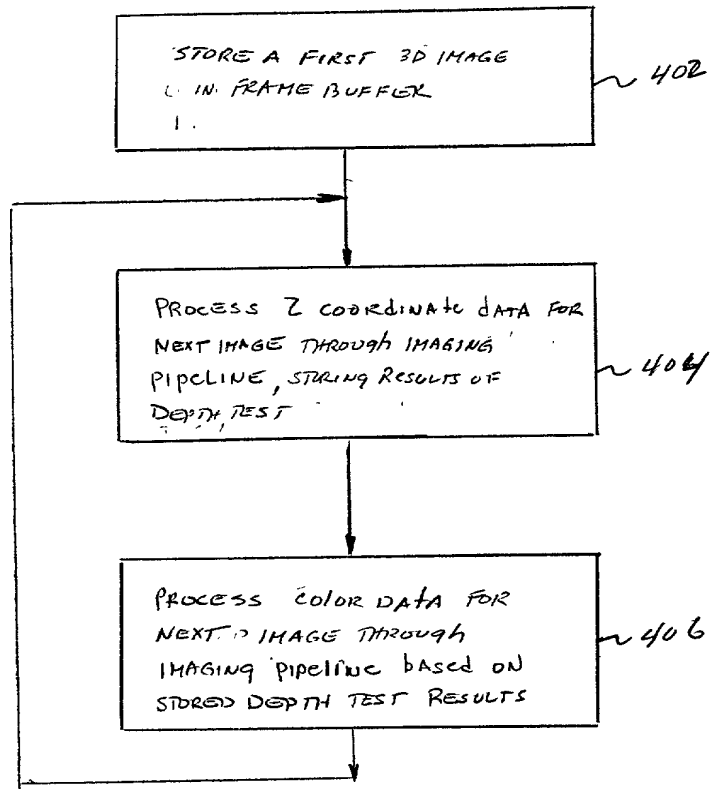 STORE A FIRST 3D IMAGE
IN FRAME BUFFER
402
PROCESS Z COORDINATE DATA FOR
NEXT IMAGE THROUGH IMAGING
PIPELINE, STORING RESULTS OF
DEPTH TEST
404
PROCESS COLOR DATA FOR
NEXT IMAGE THROUGH
IMAGING PIPELINE BASED ON
STORED DEPTH TEST RESULTS
406